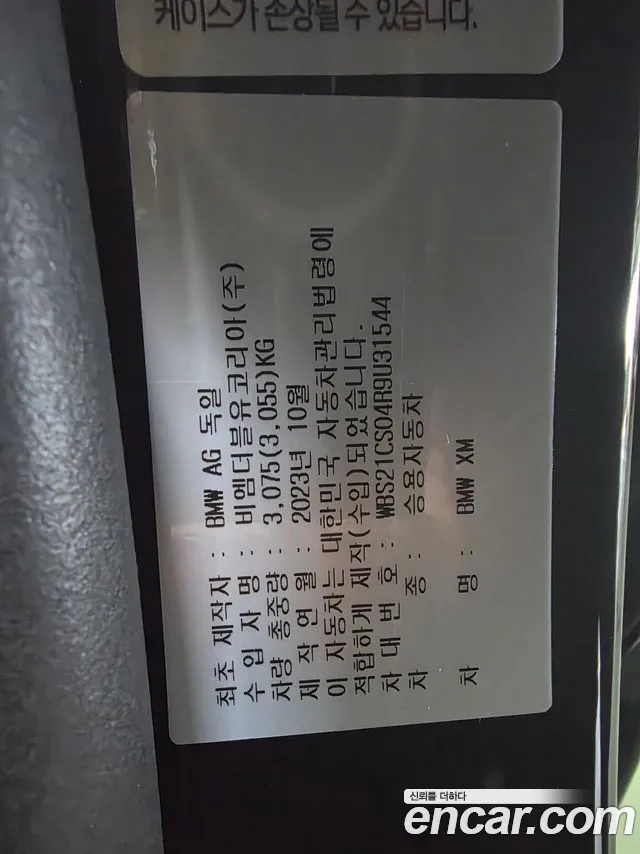 케이스가 손상될 수 있습니다.
최초 제작자 : BMW AG 독일
수 입 자 명 : 비엠더블유코리아(주)
차량 총중량 : 3,075(3,055)KG
제 작 연 월 : 2023년 10월
이 자동차는 대한민국 자동차관리법령에
적합하게 제작(수입)되었습니다.
차 대 번 호 : WBS21CS04R9U31544
차 종 : 승용자동차
차 명 : BMW XM
신뢰를 더하다
encar.com